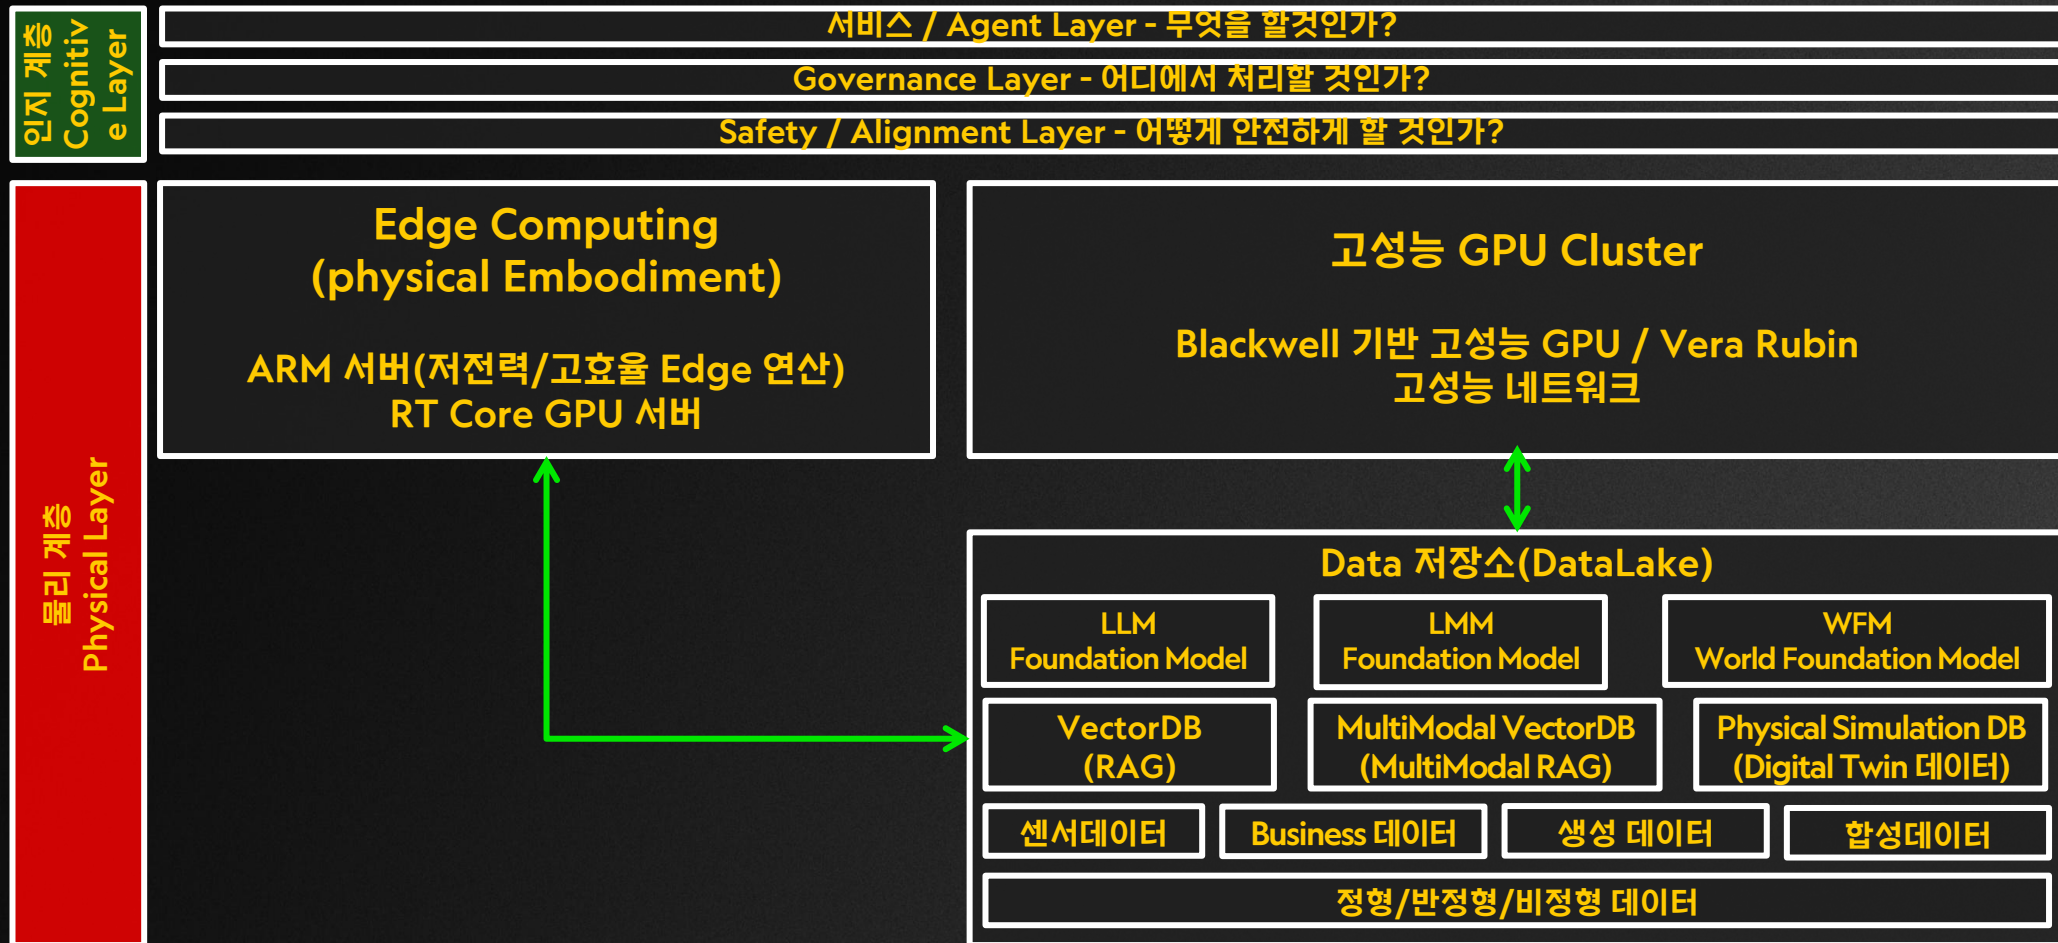 인지 계층
Cognitiv
e Layer
서비스 / Agent Layer - 무엇을 할것인가?
Governance Layer - 어디에서 처리할 것인가?
Safety / Alignment Layer - 어떻게 안전하게 할 것인가?
물리 계층
Physical Layer
Edge Computing
(physical Embodiment)
ARM 서버(저전력/고효율 Edge 연산)
RT Core GPU 서버
고성능 GPU Cluster
Blackwell 기반 고성능 GPU / Vera Rubin
고성능 네트워크
Data 저장소(DataLake)
LLM
Foundation Model
LMM
Foundation Model
WFM
World Foundation Model
VectorDB
(RAG)
MultiModal VectorDB
(MultiModal RAG)
Physical Simulation DB
(Digital Twin 데이터)
센서데이터
Business 데이터
생성 데이터
합성데이터
정형/반정형/비정형 데이터